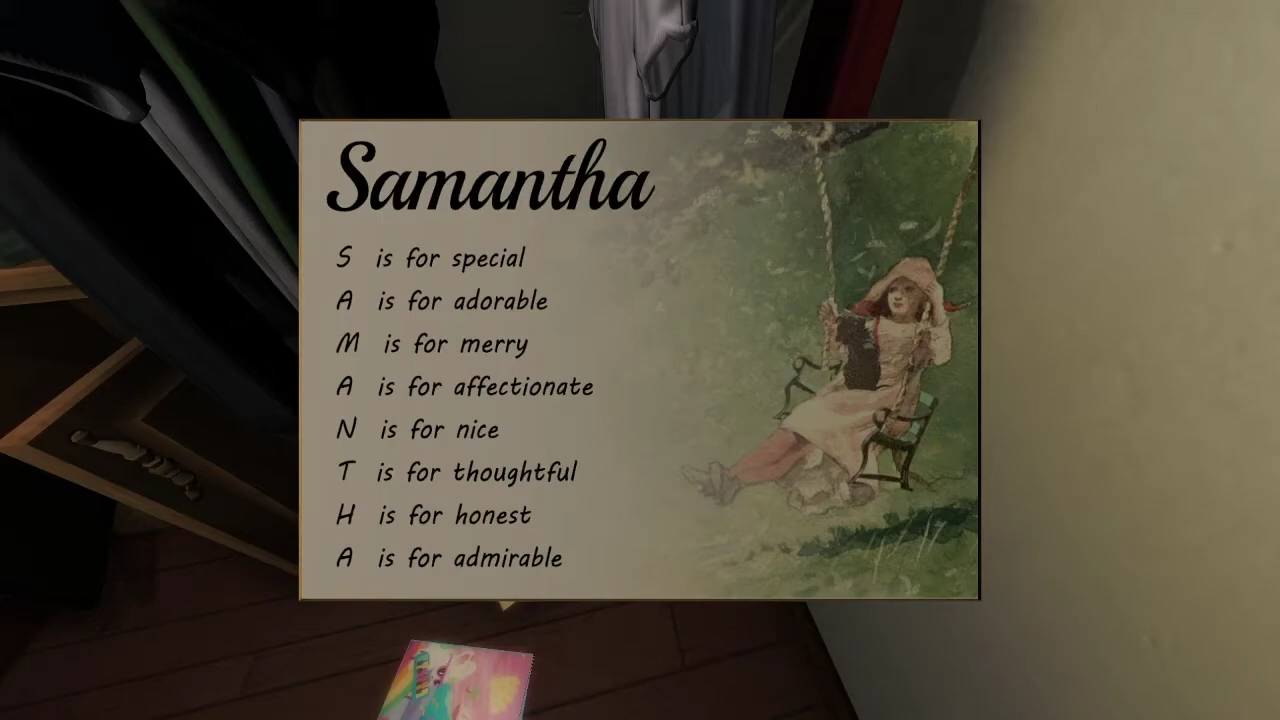 Samantha
S is for special
A is for adorable
M is for merry
A is for affectionate
N is for nice
T is for thoughtful
H is for honest
A is for admirable